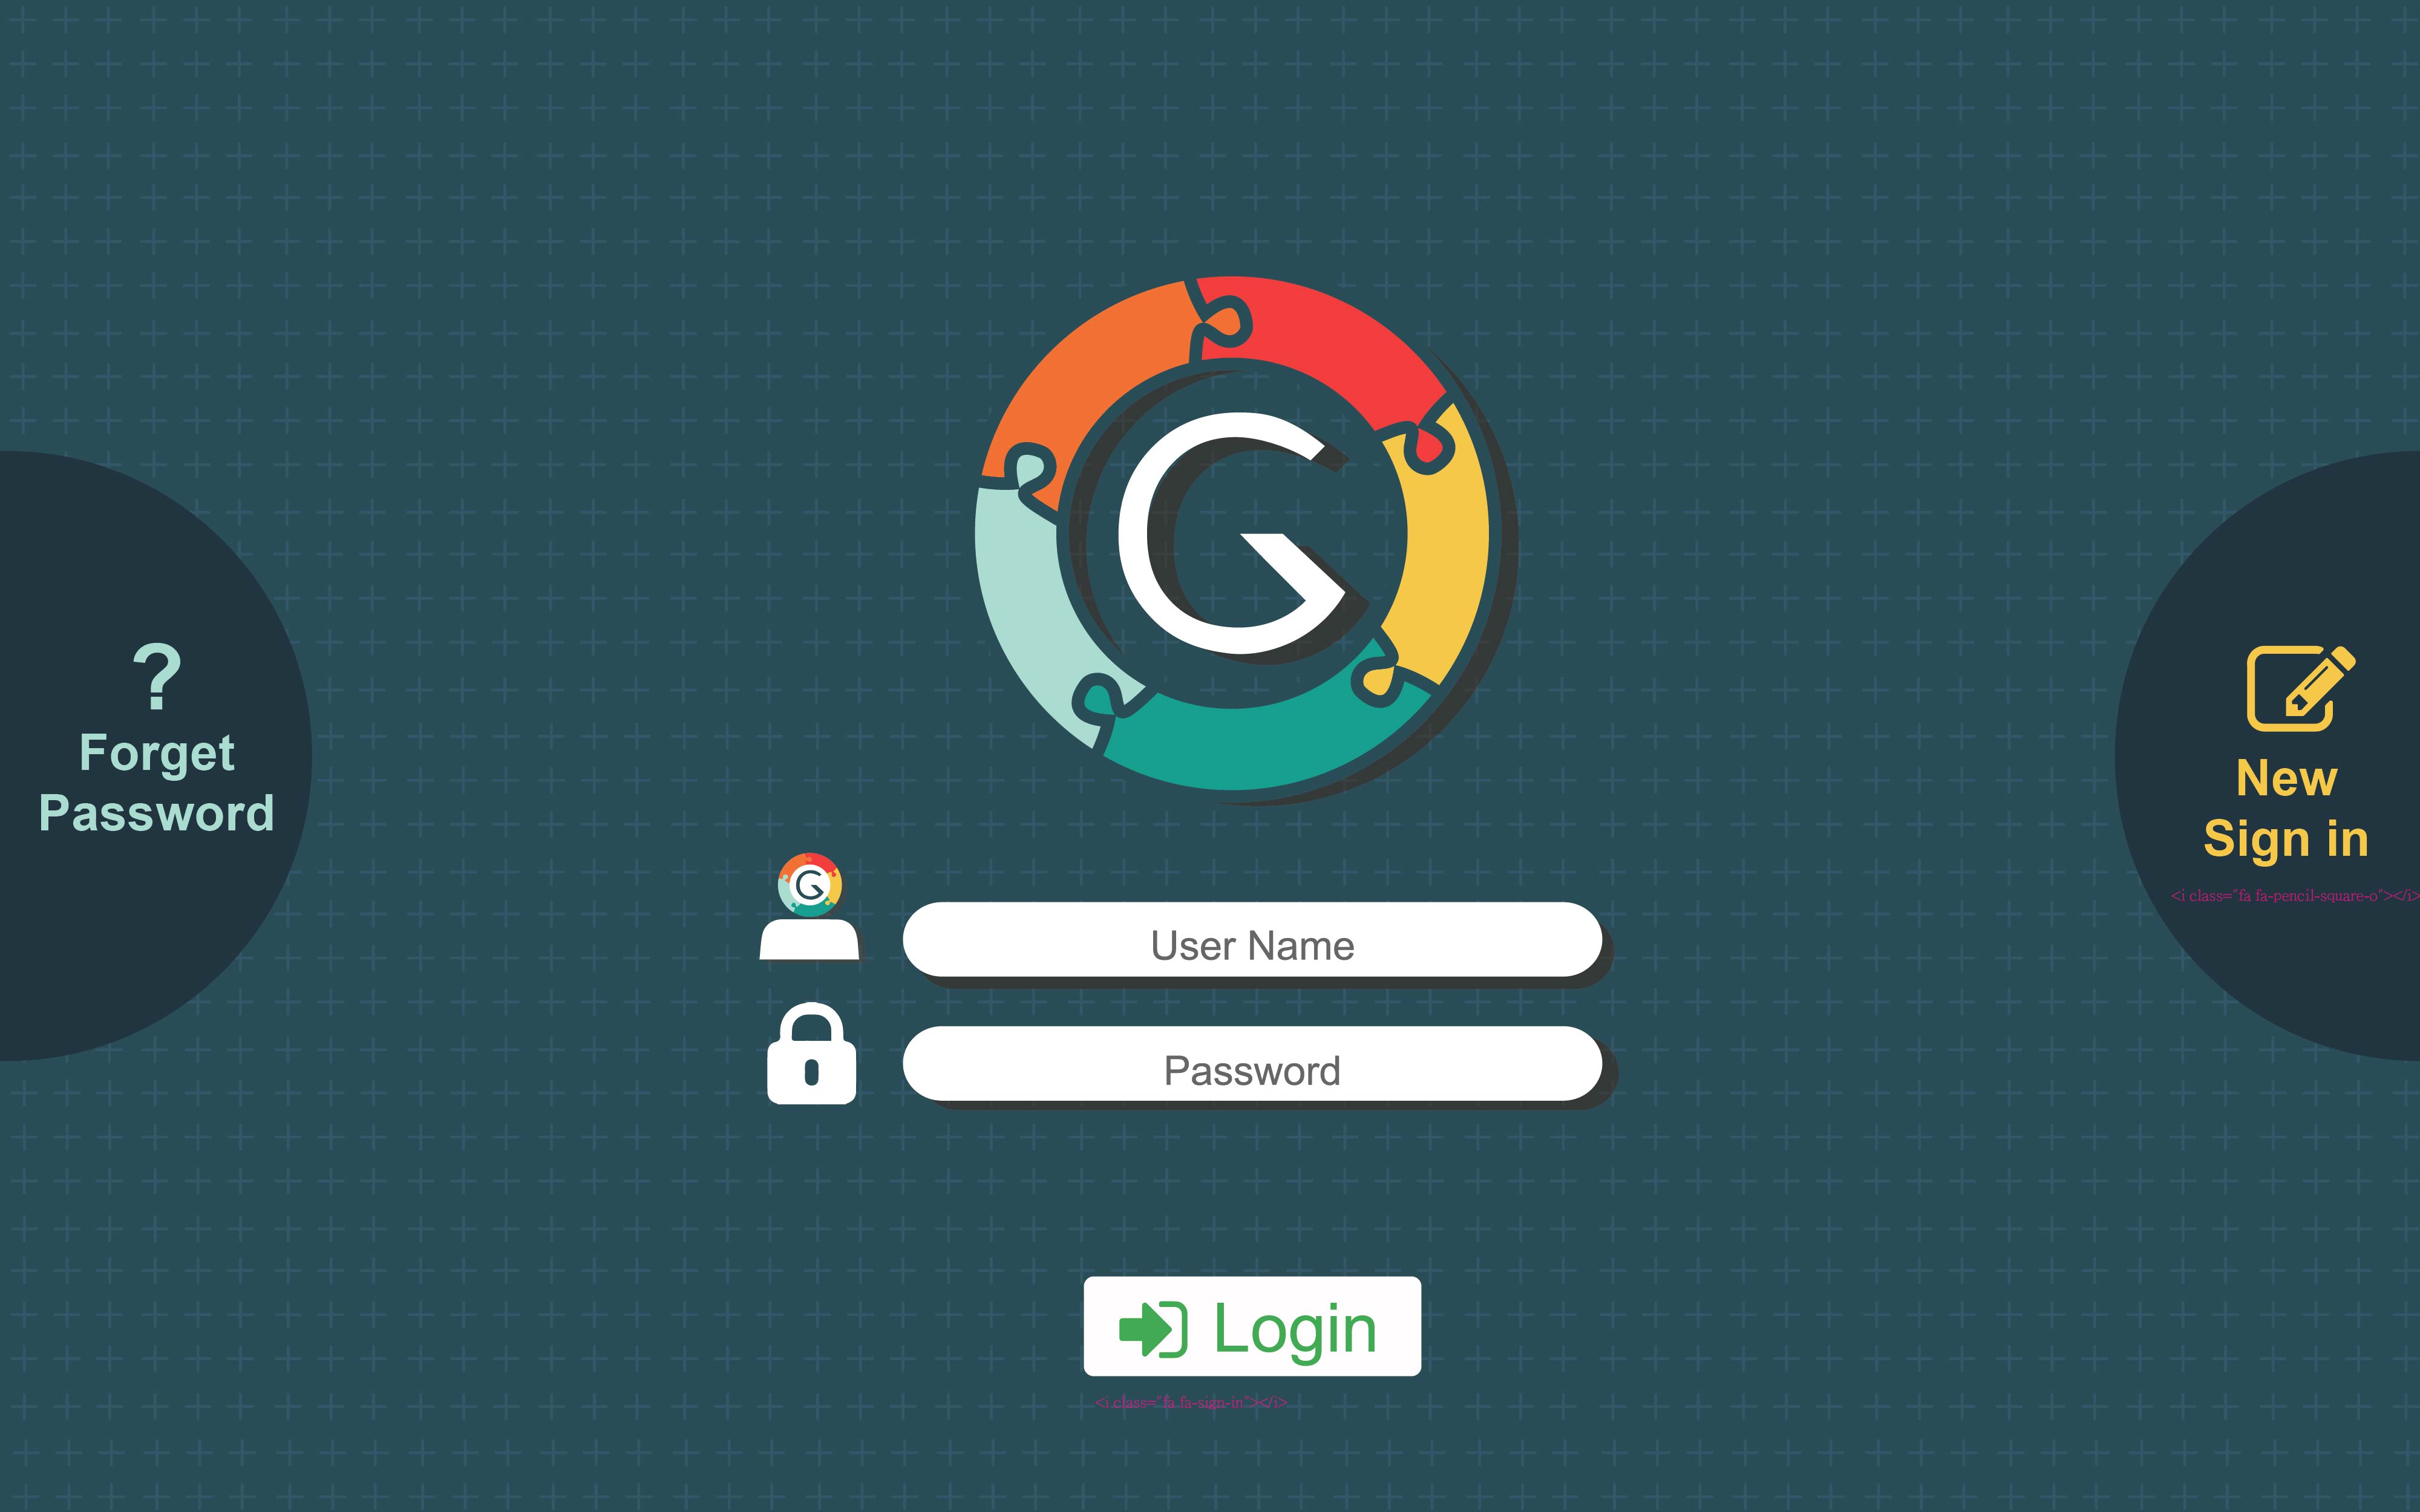 G
?
Forget
Password
New
Sign in
<i class="fa fa-pencil-square-o"></i>
G
User Name
Password
Login
<i class="fa fa-sign-in"></i>